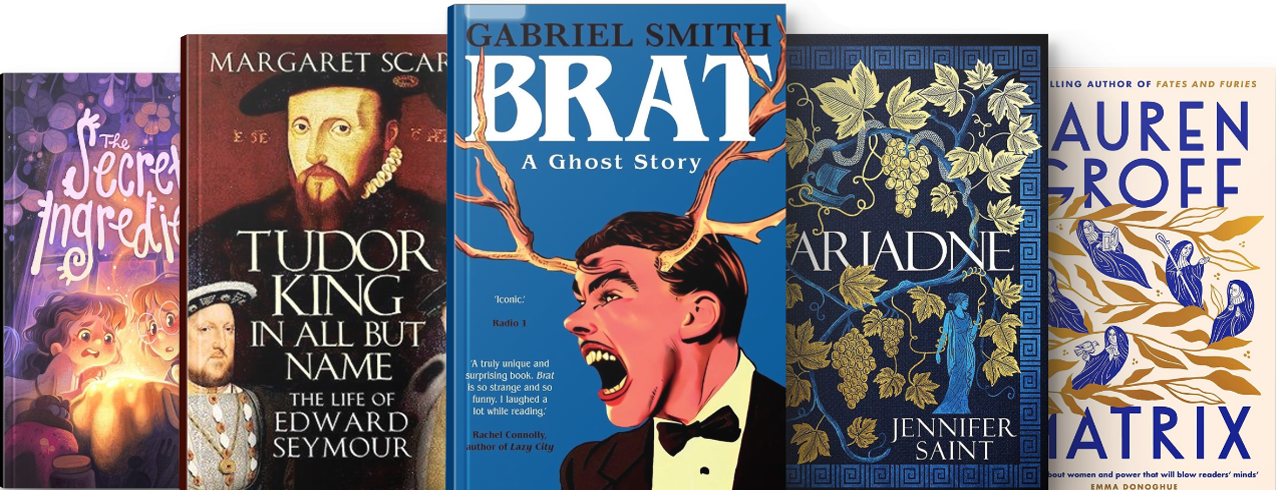 The
Secre
Ingredie
MARGARET SCAR
TUDOR
KING
IN ALL BUT
NAME
THE LIFE OF
EDWARD
SEYMOUR
GABRIEL SMITH
BRAT
A Ghost Story
'Iconic.'
Radio 1
'A truly unique and
surprising book. Brat
is so strange and so
funny. I laughed a
lot while reading.'
Rachel Connolly,
author of Lazy City
ARIADNE
JENNIFER
SAINT
LLING AUTHOR OF FATES AND FURIES
AUREN
GROFF
MATRIX
bout women and power that will blow readers' minds'
EMMA DONOGHUE